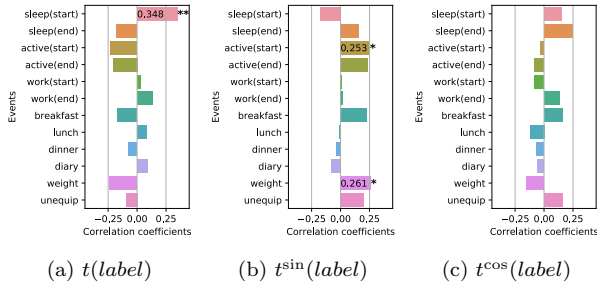 sleep(start)
sleep(end)
active(start)
active(end)
work(start)
work(end)
breakfast
lunch
dinner
diary
weight
unequip
Events
0,348 **
−0,25 0,00 0,25
Correlation coefficients
(a) t(label)
sleep(start)
sleep(end)
active(start)
active(end)
work(start)
work(end)
breakfast
lunch
dinner
diary
weight
unequip
Events
0,253 *
0,261 *
−0,25 0,00 0,25
Correlation coefficients
(b) t^sin(label)
sleep(start)
sleep(end)
active(start)
active(end)
work(start)
work(end)
breakfast
lunch
dinner
diary
weight
unequip
Events
−0,25 0,00 0,25
Correlation coefficients
(c) t^cos(label)